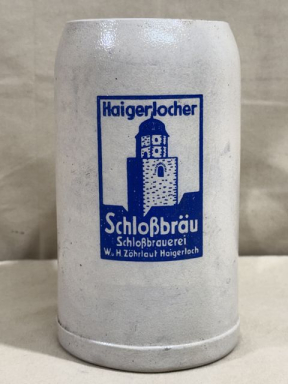 Haigerlocher
Schloßbräu
Schloßbrauerei
W. H. Zöhrlaut Haigerloch